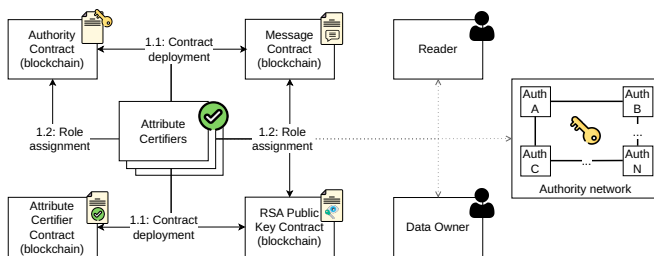 Authority
Contract
(blockchain)
1.1: Contract
deployment
Message
Contract
(blockchain)
Reader
Auth
A
Auth
B
...
Auth
C
...
Auth
N
Authority network
1.2: Role
assignment
Attribute
Certifiers
1.2: Role
assignment
Attribute
Certifier
Contract
(blockchain)
1.1: Contract
deployment
RSA Public
Key Contract
(blockchain)
Data Owner